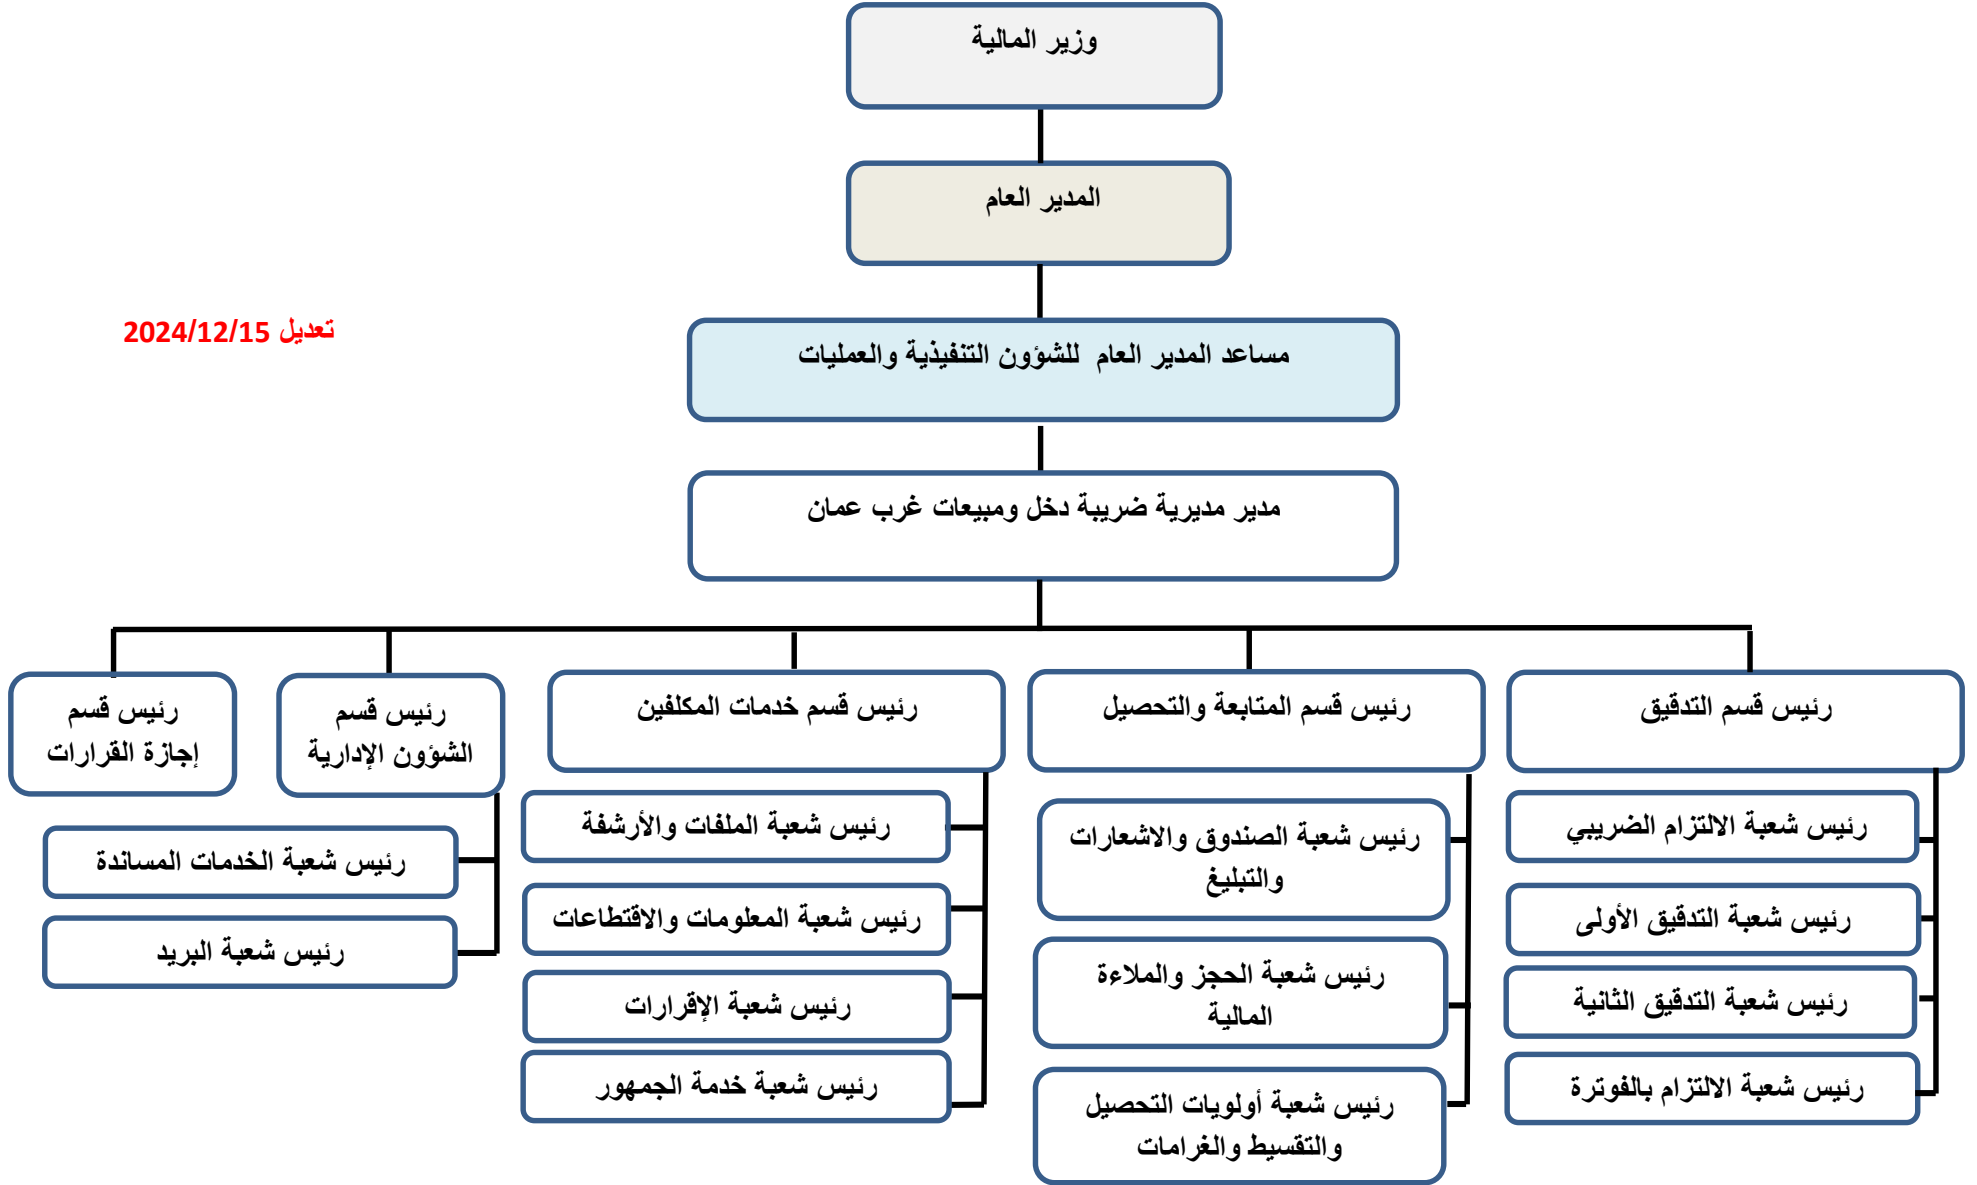 وزير المالية
المدير العام
تعديل 2024/12/15
مساعد المدير العام للشؤون التنفيذية والعمليات
مدير مديرية ضريبة دخل ومبيعات غرب عمان
رئيس قسم التدقيق
رئيس شعبة الالتزام الضريبي
رئيس شعبة التدقيق الأولى
رئيس شعبة التدقيق الثانية
رئيس شعبة الالتزام بالفوترة
رئيس قسم المتابعة والتحصيل
رئيس شعبة الصندوق والاشعارات
والتبليغ
رئيس شعبة الحجز والملاءة
المالية
رئيس شعبة أولويات التحصيل
والتقسيط والغرامات
رئيس قسم خدمات المكلفين
رئيس شعبة الملفات والأرشفة
رئيس شعبة المعلومات والاقتطاعات
رئيس شعبة الإقرارات
رئيس شعبة خدمة الجمهور
رئيس قسم
الشؤون الإدارية
رئيس شعبة الخدمات المساندة
رئيس شعبة البريد
رئيس قسم
إجازة القرارات